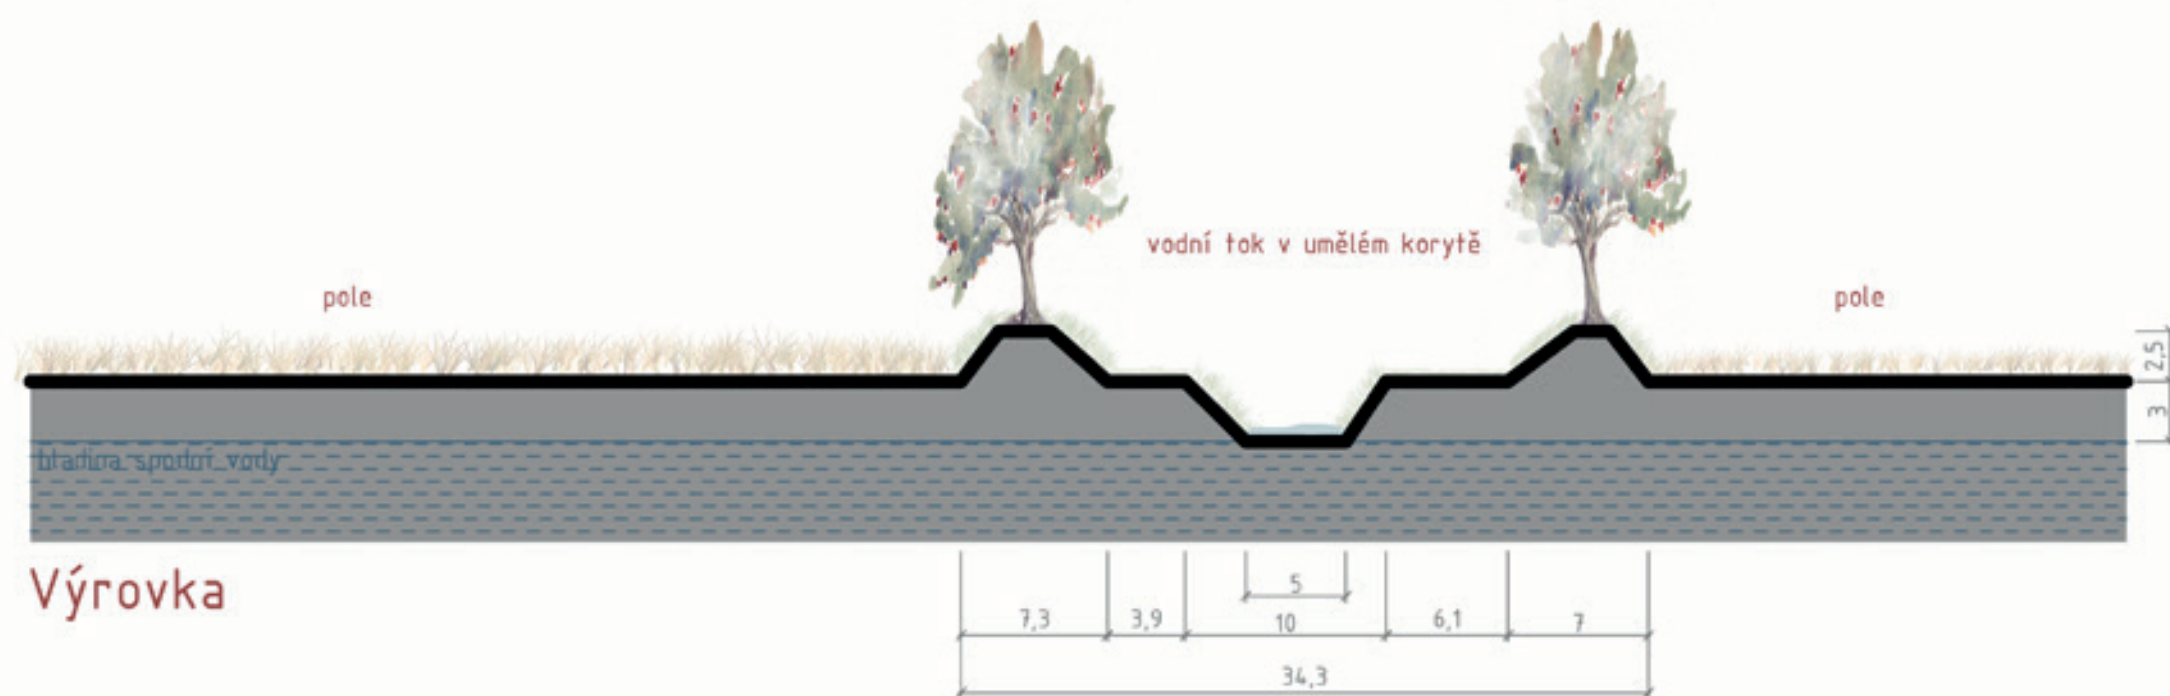 vodní tok v umělém korytě
pole
pole
2,5
3
hladina spodní vody
Výrovka
5
7,3
3,9
10
6,1
7
34,3